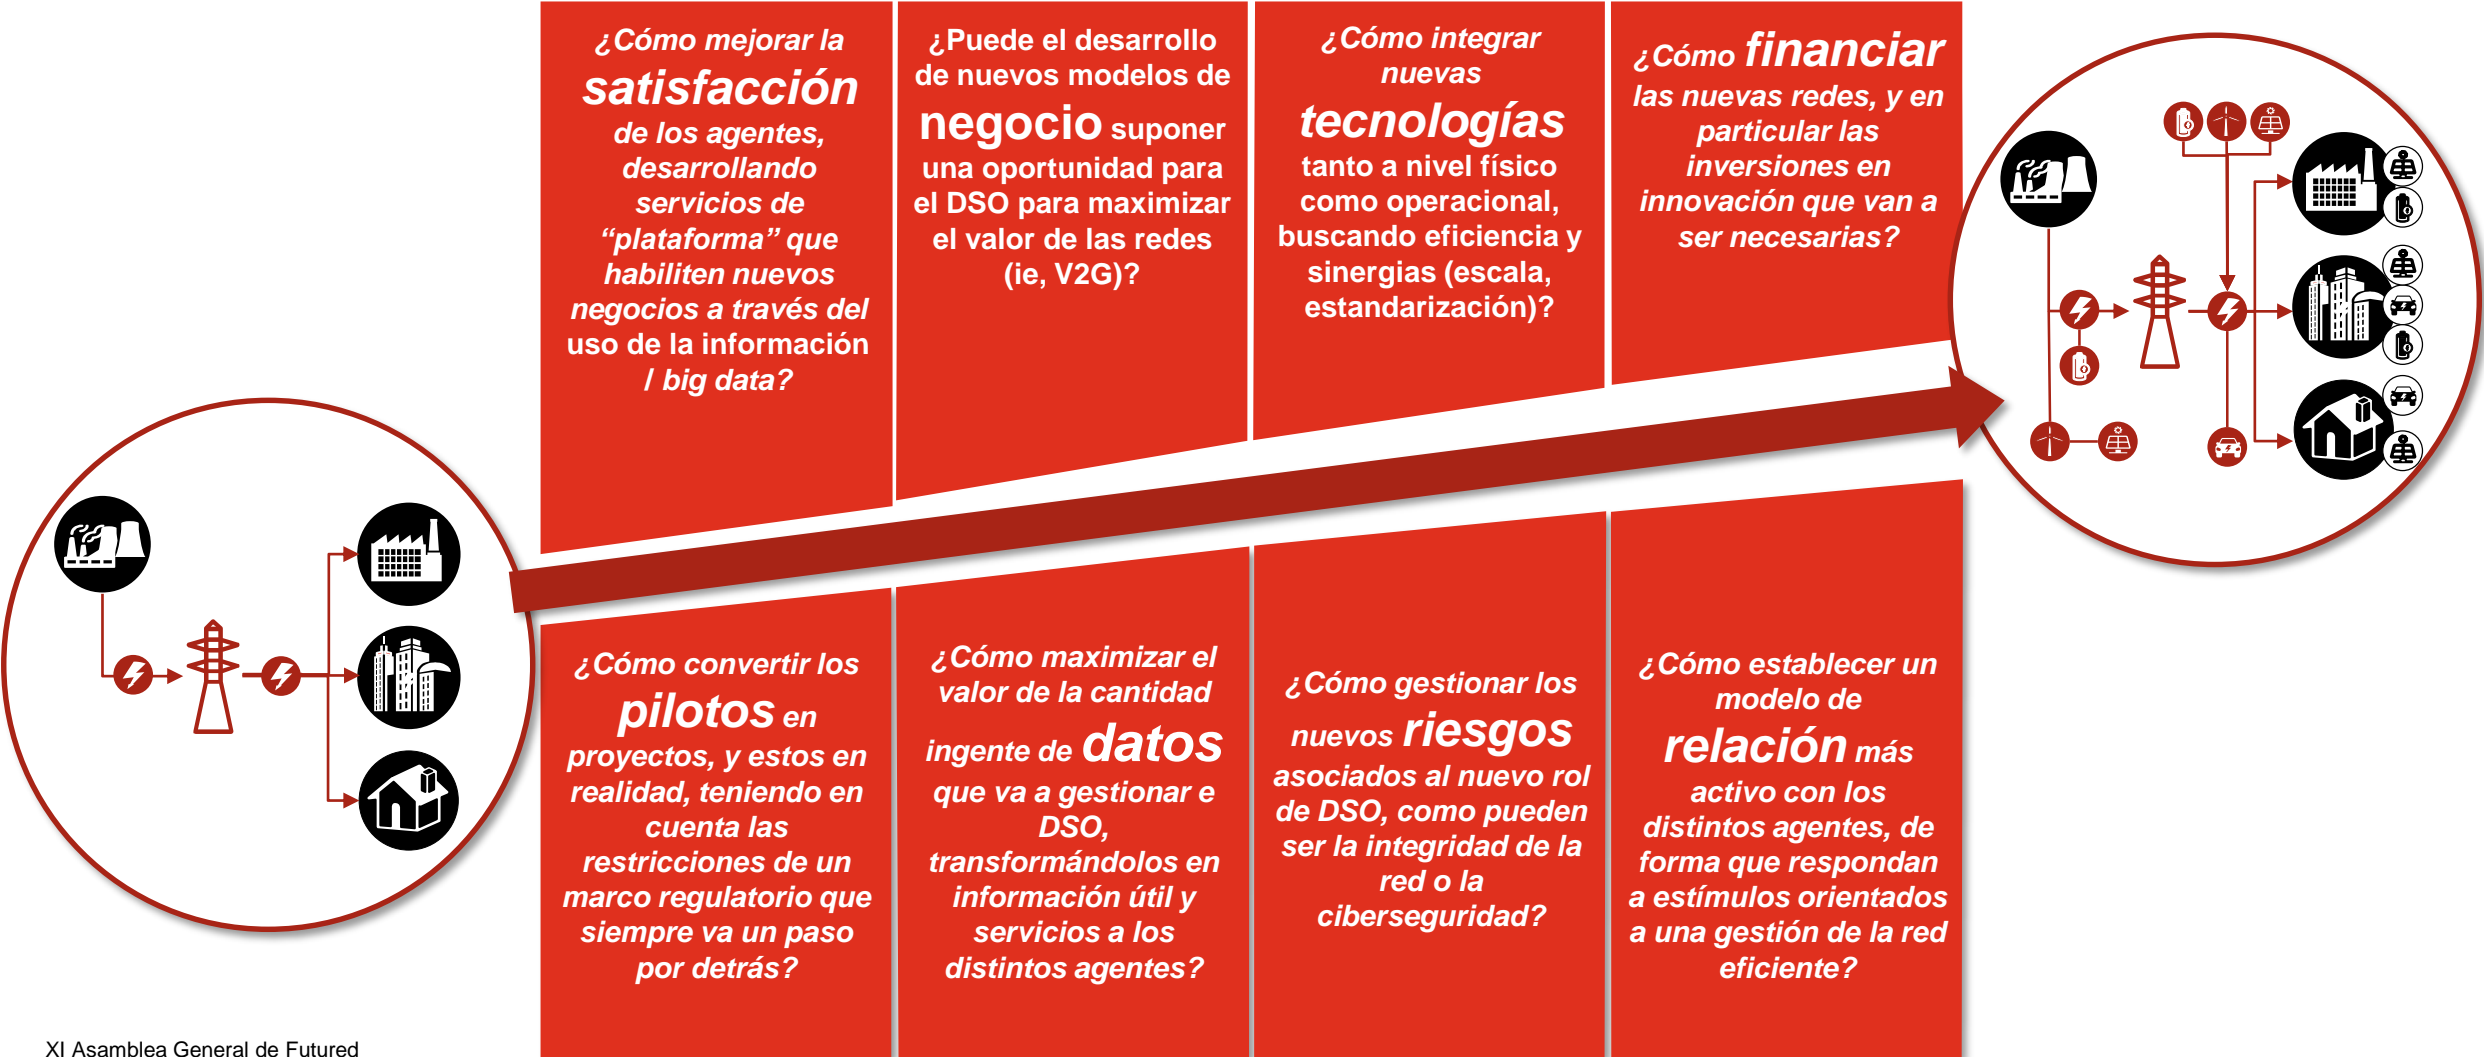 ¿Cómo mejorar la
satisfacción
de los agentes,
desarrollando
servicios de
“plataforma” que
habiliten nuevos
negocios a través del
uso de la información
/ big data?
¿Puede el desarrollo
de nuevos modelos de
negocio suponer
una oportunidad para
el DSO para maximizar
el valor de las redes
(ie, V2G)?
¿Cómo integrar
nuevas
tecnologías
tanto a nivel físico
como operacional,
buscando eficiencia y
sinergias (escala,
estandarización)?
¿Cómo financiar
las nuevas redes, y en
particular las
inversiones en
innovación que van a
ser necesarias?
¿Cómo convertir los
pilotos en
proyectos, y estos en
realidad, teniendo en
cuenta las
restricciones de un
marco regulatorio que
siempre va un paso
por detrás?
¿Cómo maximizar el
valor de la cantidad
ingente de datos
que va a gestionar e
DSO,
transformándolos en
información útil y
servicios a los
distintos agentes?
¿Cómo gestionar los
nuevos riesgos
asociados al nuevo rol
de DSO, como pueden
ser la integridad de la
red o la
ciberseguridad?
¿Cómo establecer un
modelo de
relación más
activo con los
distintos agentes, de
forma que respondan
a estímulos orientados
a una gestión de la red
eficiente?
XI Asamblea General de Futured